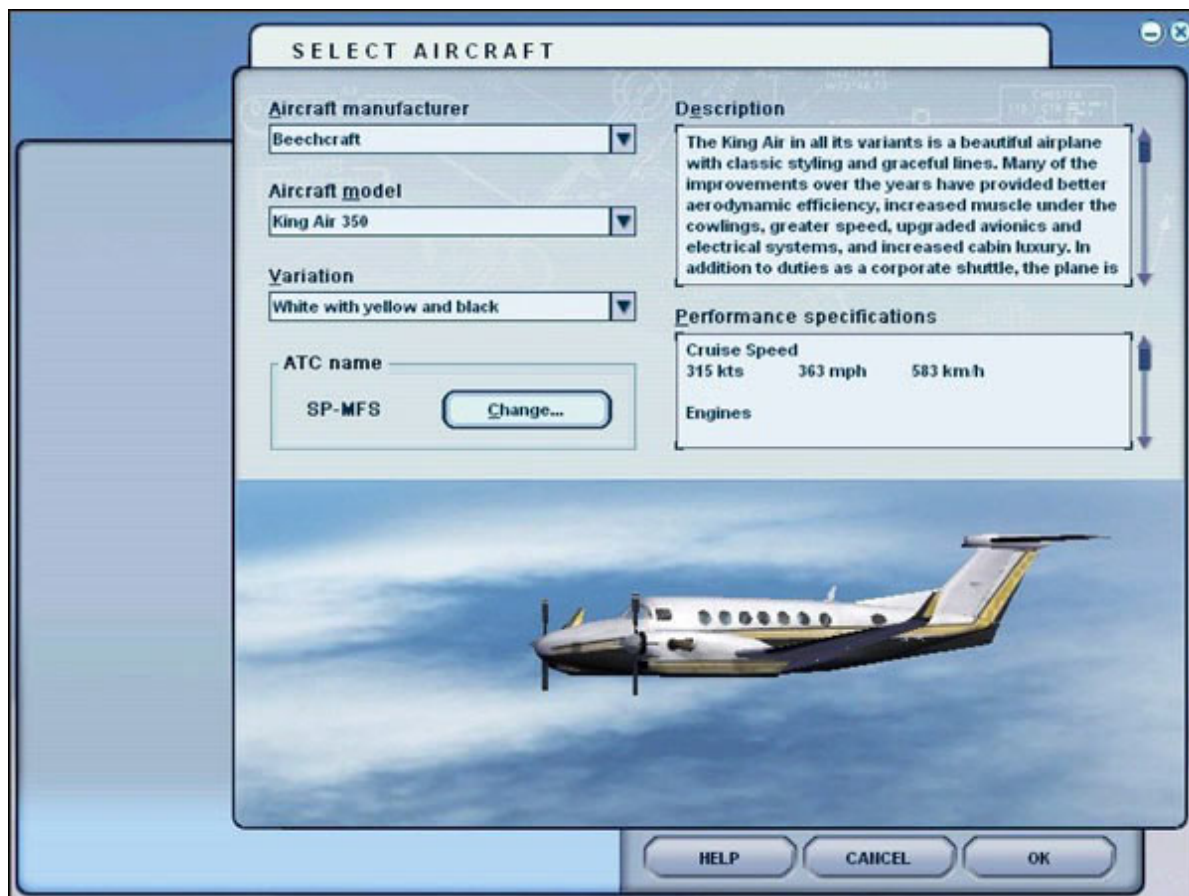 SELECT AIRCRAFT
Aircraft manufacturer
Beechcraft
Aircraft model
King Air 350
Variation
White with yellow and black
ATC name
SP-MFS
Change...
Description
The King Air in all its variants is a beautiful airplane
with classic styling and graceful lines. Many of the
improvements over the years have provided better
aerodynamic efficiency, increased muscle under the
cowlings, greater speed, upgraded avionics and
electrical systems, and increased cabin luxury. In
addition to duties as a corporate shuttle, the plane is
Performance specifications
Cruise Speed
315 kts 363 mph 583 km/h
Engines
HELP
CANCEL
OK